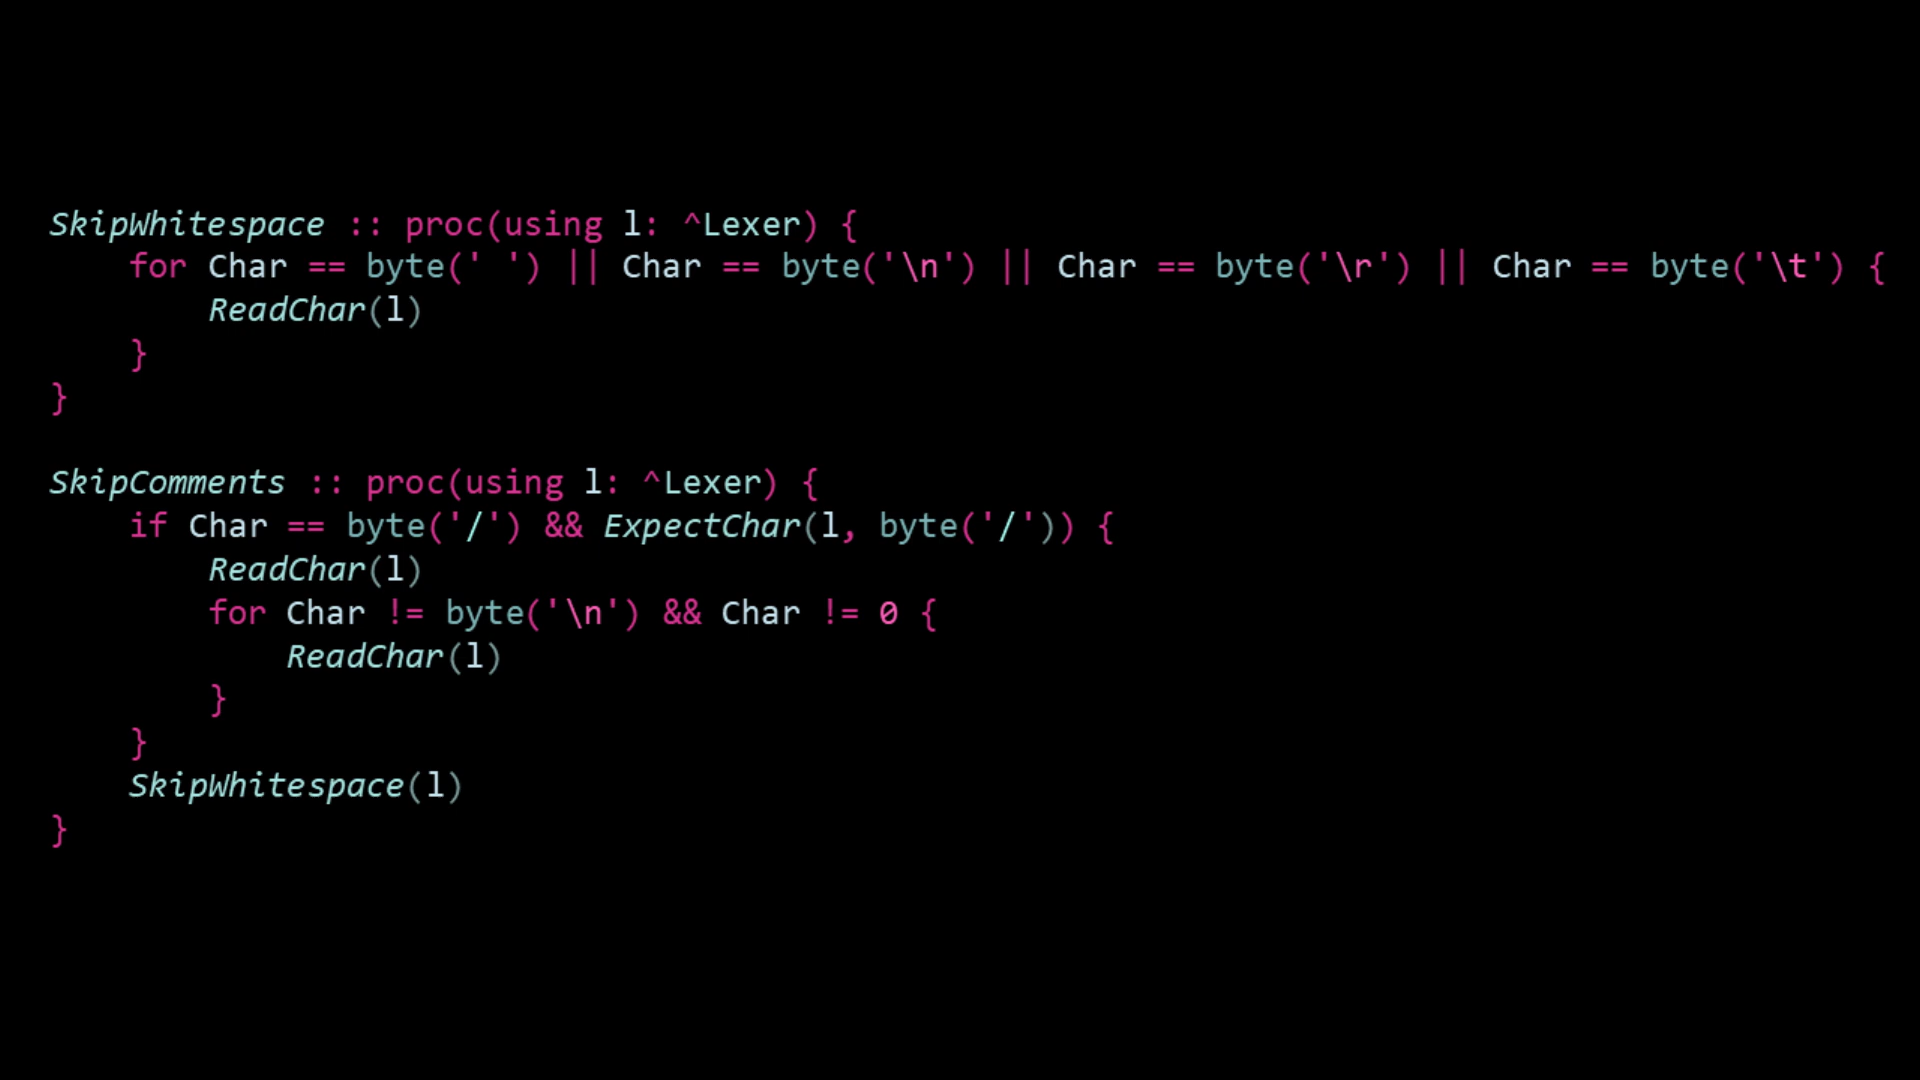 SkipWhitespace :: proc(using l: ^Lexer) {
    for Char == byte(' ') || Char == byte('\n') || Char == byte('\r') || Char == byte('\t') {
        ReadChar(l)
    }
}

SkipComments :: proc(using l: ^Lexer) {
    if Char == byte('/') && ExpectChar(l, byte('/')) {
        ReadChar(l)
        for Char != byte('\n') && Char != 0 {
            ReadChar(l)
        }
    }
    SkipWhitespace(l)
}